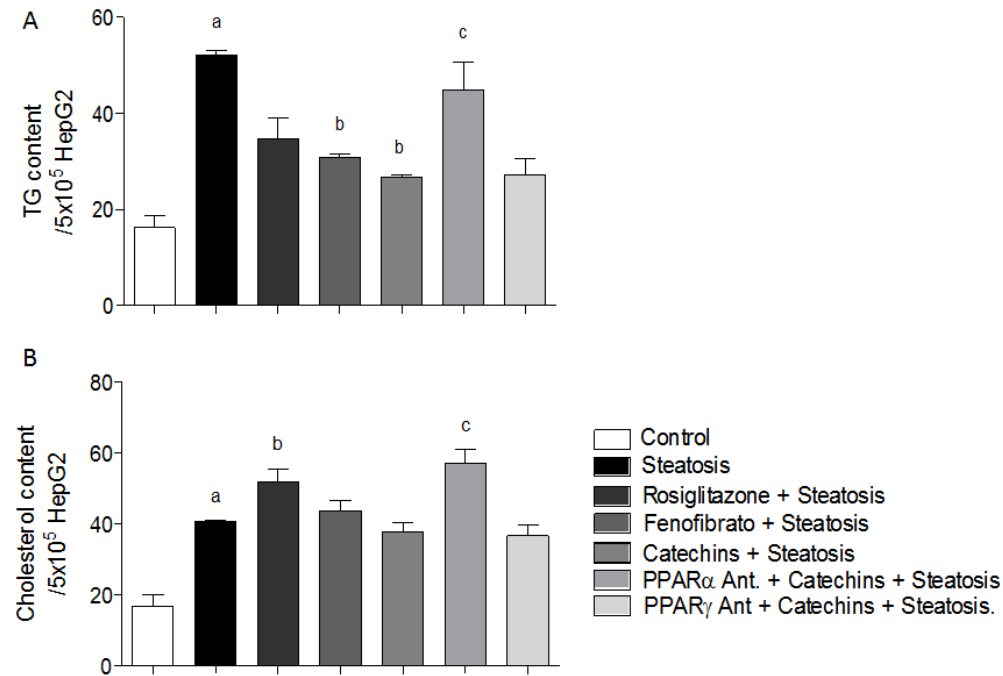 A
60
40
20
0
TG content
/5x10⁵ HepG2
a
b
b
c
B
80
60
40
20
0
Cholesterol content
/5x10⁵ HepG2
a
b
c
Control
Steatosis
Rosiglitazone + Steatosis
Fenofibrato + Steatosis
Catechins + Steatosis
PPARα Ant. + Catechins + Steatosis
PPARγ Ant + Catechins + Steatosis.